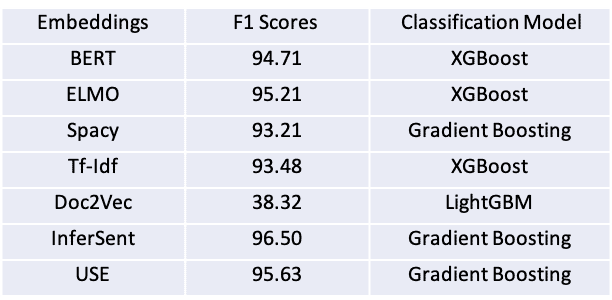 Embeddings F1 Scores Classification Model
BERT 94.71 XGBoost
ELMO 95.21 XGBoost
Spacy 93.21 Gradient Boosting
Tf-Idf 93.48 XGBoost
Doc2Vec 38.32 LightGBM
InferSent 96.50 Gradient Boosting
USE 95.63 Gradient Boosting